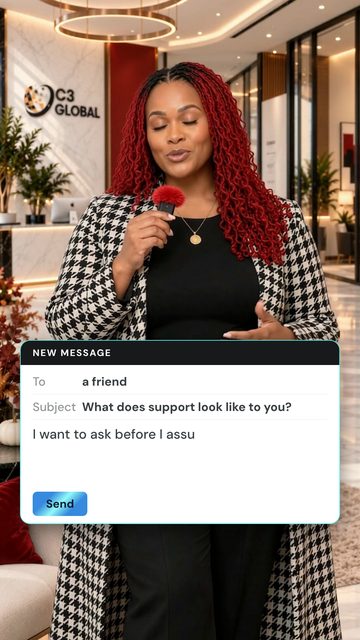 C3
GLOBAL
NEW MESSAGE
To a friend
Subject What does support look like to you?
I want to ask before I assu
Send